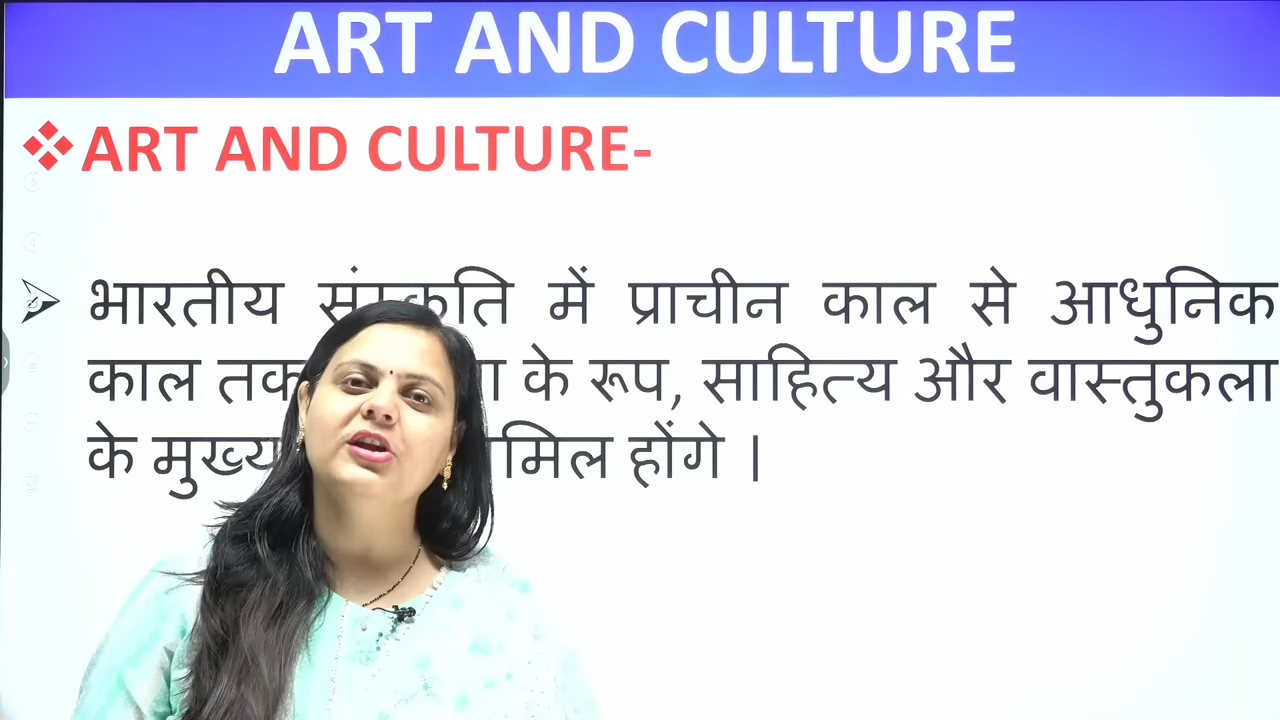 ART AND CULTURE
ART AND CULTURE-
भारतीय संस्कृति में प्राचीन काल से आधुनिक
काल तक के रूप, साहित्य और वास्तुकला
के मुख्य होंगे ।